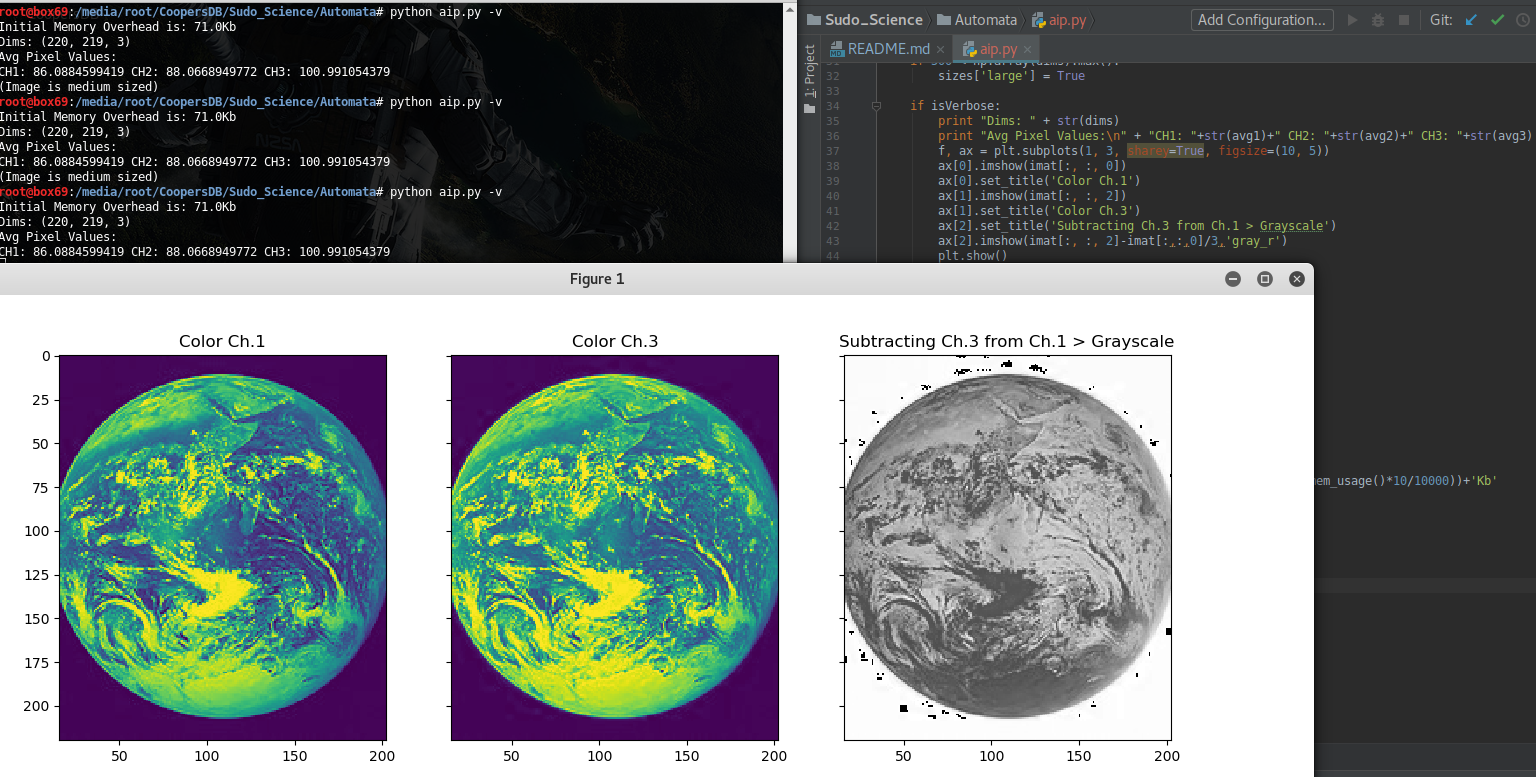 root@box69:/media/root/CoopersDB/Sudo_Science/Automata# python aip.py -v
Initial Memory Overhead is: 71.0Kb
Dims: (220, 219, 3)
Avg Pixel Values:
CH1: 86.0884599419 CH2: 88.0668949772 CH3: 100.991054379
(Image is medium sized)
root@box69:/media/root/CoopersDB/Sudo_Science/Automata# python aip.py -v
Initial Memory Overhead is: 71.0Kb
Dims: (220, 219, 3)
Avg Pixel Values:
CH1: 86.0884599419 CH2: 88.0668949772 CH3: 100.991054379
(Image is medium sized)
root@box69:/media/root/CoopersDB/Sudo_Science/Automata# python aip.py -v
Initial Memory Overhead is: 71.0Kb
Dims: (220, 219, 3)
Avg Pixel Values:
CH1: 86.0884599419 CH2: 88.0668949772 CH3: 100.991054379
Sudo_Science Automata aip.py Add Configuration... Git:
README.md aip.py
1: Project
32 sizes['large'] = True
33
34 if isVerbose:
35 print "Dims: " + str(dims)
36 print "Avg Pixel Values:\n" + "CH1: "+str(avg1)+" CH2: "+str(avg2)+" CH3: "+str(avg3)
37 f, ax = plt.subplots(1, 3, sharey=True, figsize=(10, 5))
38 ax[0].imshow(imat[:, :, 0])
39 ax[0].set_title('Color Ch.1')
40 ax[1].imshow(imat[:, :, 2])
41 ax[1].set_title('Color Ch.3')
42 ax[2].set_title('Subtracting Ch.3 from Ch.1 > Grayscale')
43 ax[2].imshow(imat[:, :, 2]-imat[:,:,0]/3,'gray_r')
44 plt.show()
mem_usage()*10/10000))+'Kb'
Figure 1
Color Ch.1
Color Ch.3
Subtracting Ch.3 from Ch.1 > Grayscale
0
25
50
75
100
125
150
175
200
50 100 150 200
50 100 150 200
50 100 150 200